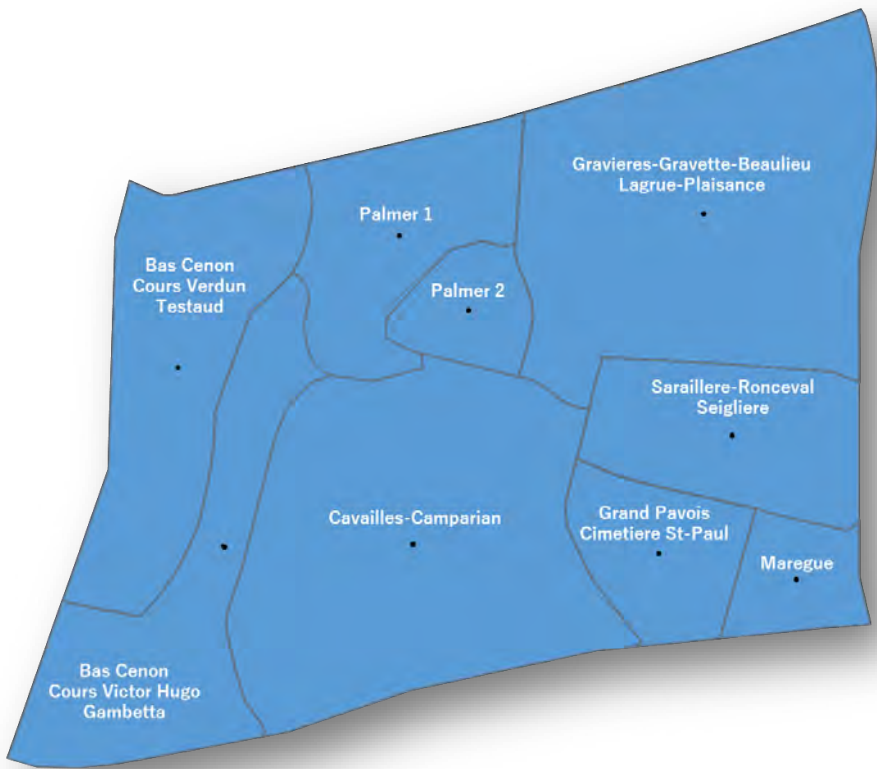 Gravieres-Gravette-Beaulieu
Lagrue-Plaisance
Palmer 1
Bas Cenon
Cours Verdun
Testaud
Palmer 2
Saraillere-Ronceval
Seigliere
Cavailles-Camparian
Grand Pavois
Cimetiere St-Paul
Maregue
Bas Cenon
Cours Victor Hugo
Gambetta